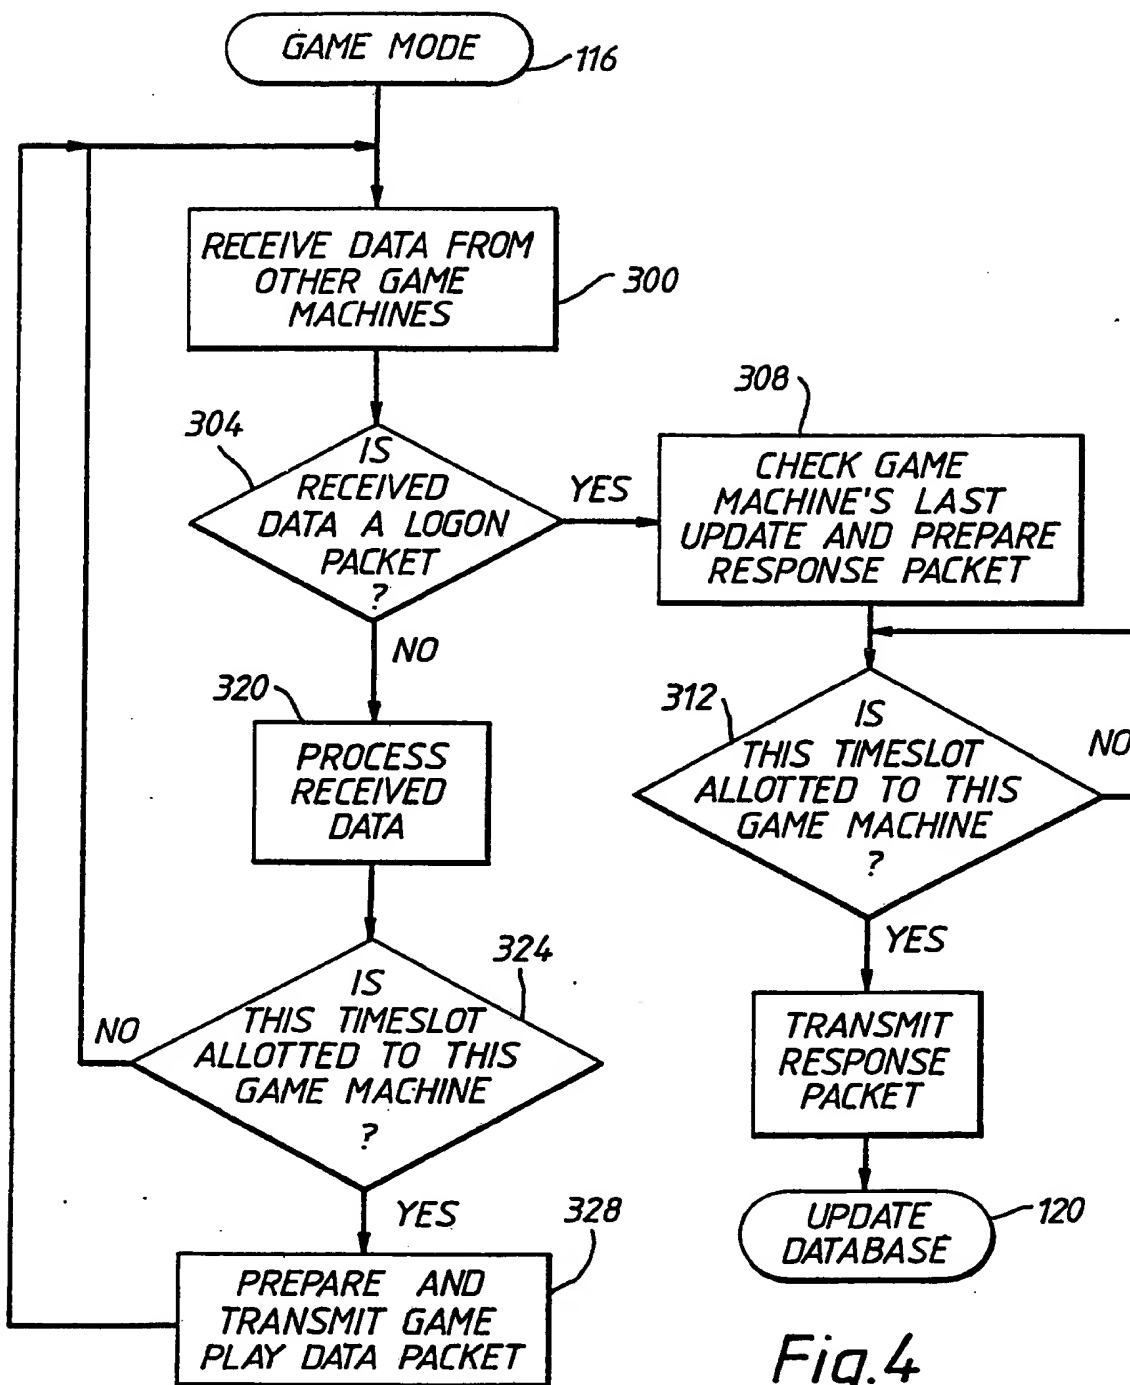 GAME MODE
116
RECEIVE DATA FROM
OTHER GAME
MACHINES
300
304
IS
RECEIVED
DATA A LOGON
PACKET
?
YES
308
CHECK GAME
MACHINE'S LAST
UPDATE AND PREPARE
RESPONSE PACKET
NO
320
PROCESS
RECEIVED
DATA
312
IS
THIS TIMESLOT
ALLOTTED TO THIS
GAME MACHINE
?
NO
YES
324
IS
THIS TIMESLOT
ALLOTTED TO THIS
GAME MACHINE
?
NO
YES
TRANSMIT
RESPONSE
PACKET
328
PREPARE AND
TRANSMIT GAME
PLAY DATA PACKET
UPDATE
DATABASE
120
Fig.4